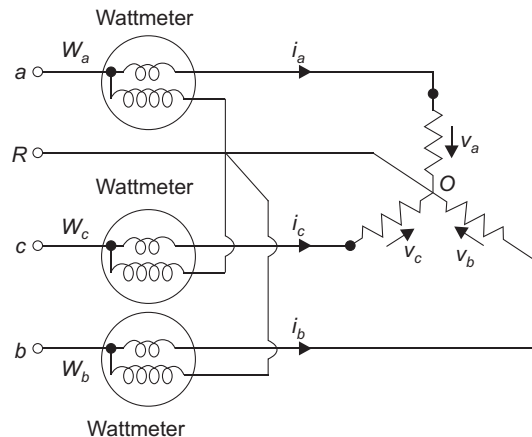 Wattmeter
W_a
a
i_a
R
v_a
O
Wattmeter
W_c
c
i_c
v_c
v_b
b
i_b
W_b
Wattmeter